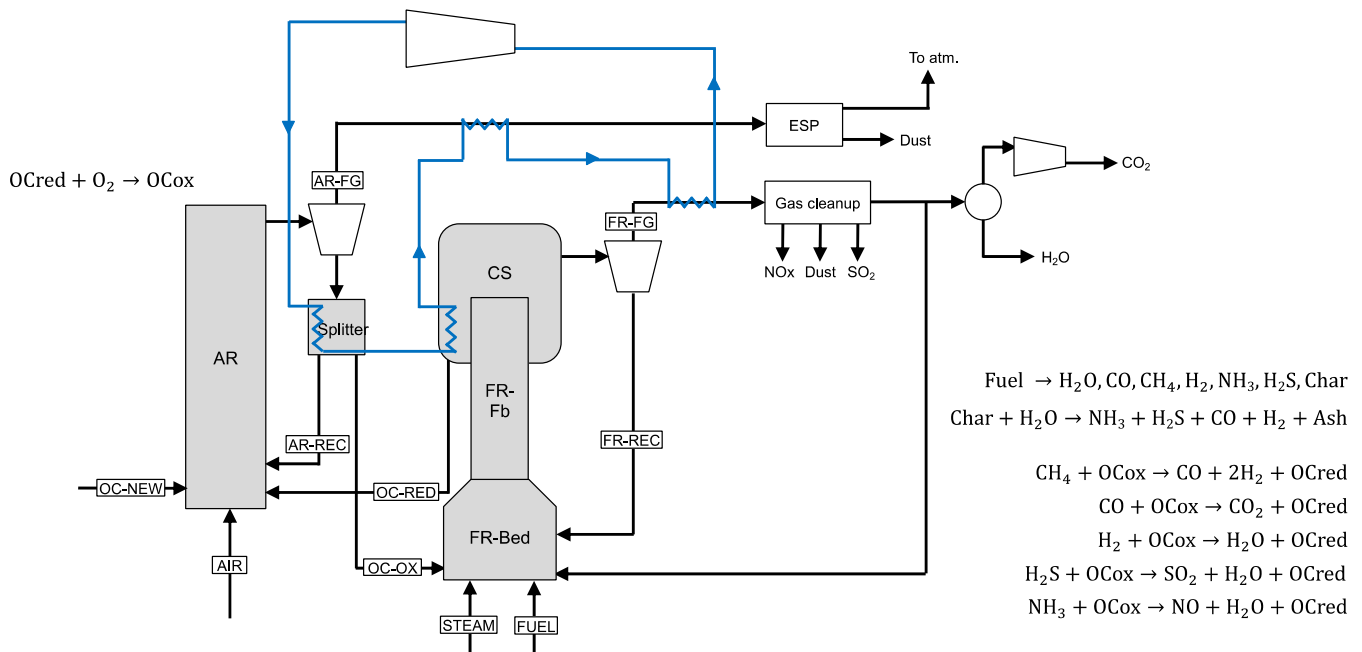 To atm.
ESP
Dust
CO₂
OCred + O₂ → OCox
AR-FG
FR-FG
Gas cleanup
NOx
Dust
SO₂
H₂O
CS
Splitter
AR
FR-
Fb
Fuel → H₂O, CO, CH₄, H₂, NH₃, H₂S, Char
Char + H₂O → NH₃ + H₂S + CO + H₂ + Ash
AR-REC
FR-REC
CH₄ + OCox → CO + 2H₂ + OCred
OC-NEW
OC-RED
CO + OCox → CO₂ + OCred
FR-Bed
H₂ + OCox → H₂O + OCred
AIR
OC-OX
H₂S + OCox → SO₂ + H₂O + OCred
NH₃ + OCox → NO + H₂O + OCred
STEAM
FUEL